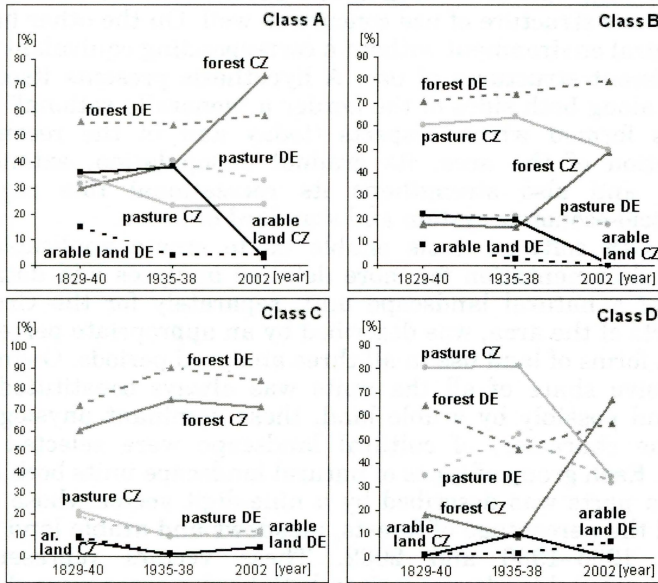 Class A
[%]
80
70
60
50
40
30
20
10
0
forest CZ
forest DE
pasture DE
pasture CZ
arable
land CZ
arable land DE
1829-40 1935-38 2002 [year]
Class B
[%]
90
80
70
60
50
40
30
20
10
0
forest DE
pasture CZ
forest CZ
pasture DE
arable land DE
arable
land CZ
1829-40 1935-38 2002 [year]
Class C
[%]
100
90
80
70
60
50
40
30
20
10
0
forest DE
forest CZ
pasture CZ
pasture DE
ar.
land CZ
arable
land DE
1829-40 1935-38 2002 [year]
Class D
[%]
90
80
70
60
50
40
30
20
10
0
pasture CZ
forest DE
pasture DE
forest CZ
arable
land CZ
arable
land DE
1829-40 1935-38 2002 [year]